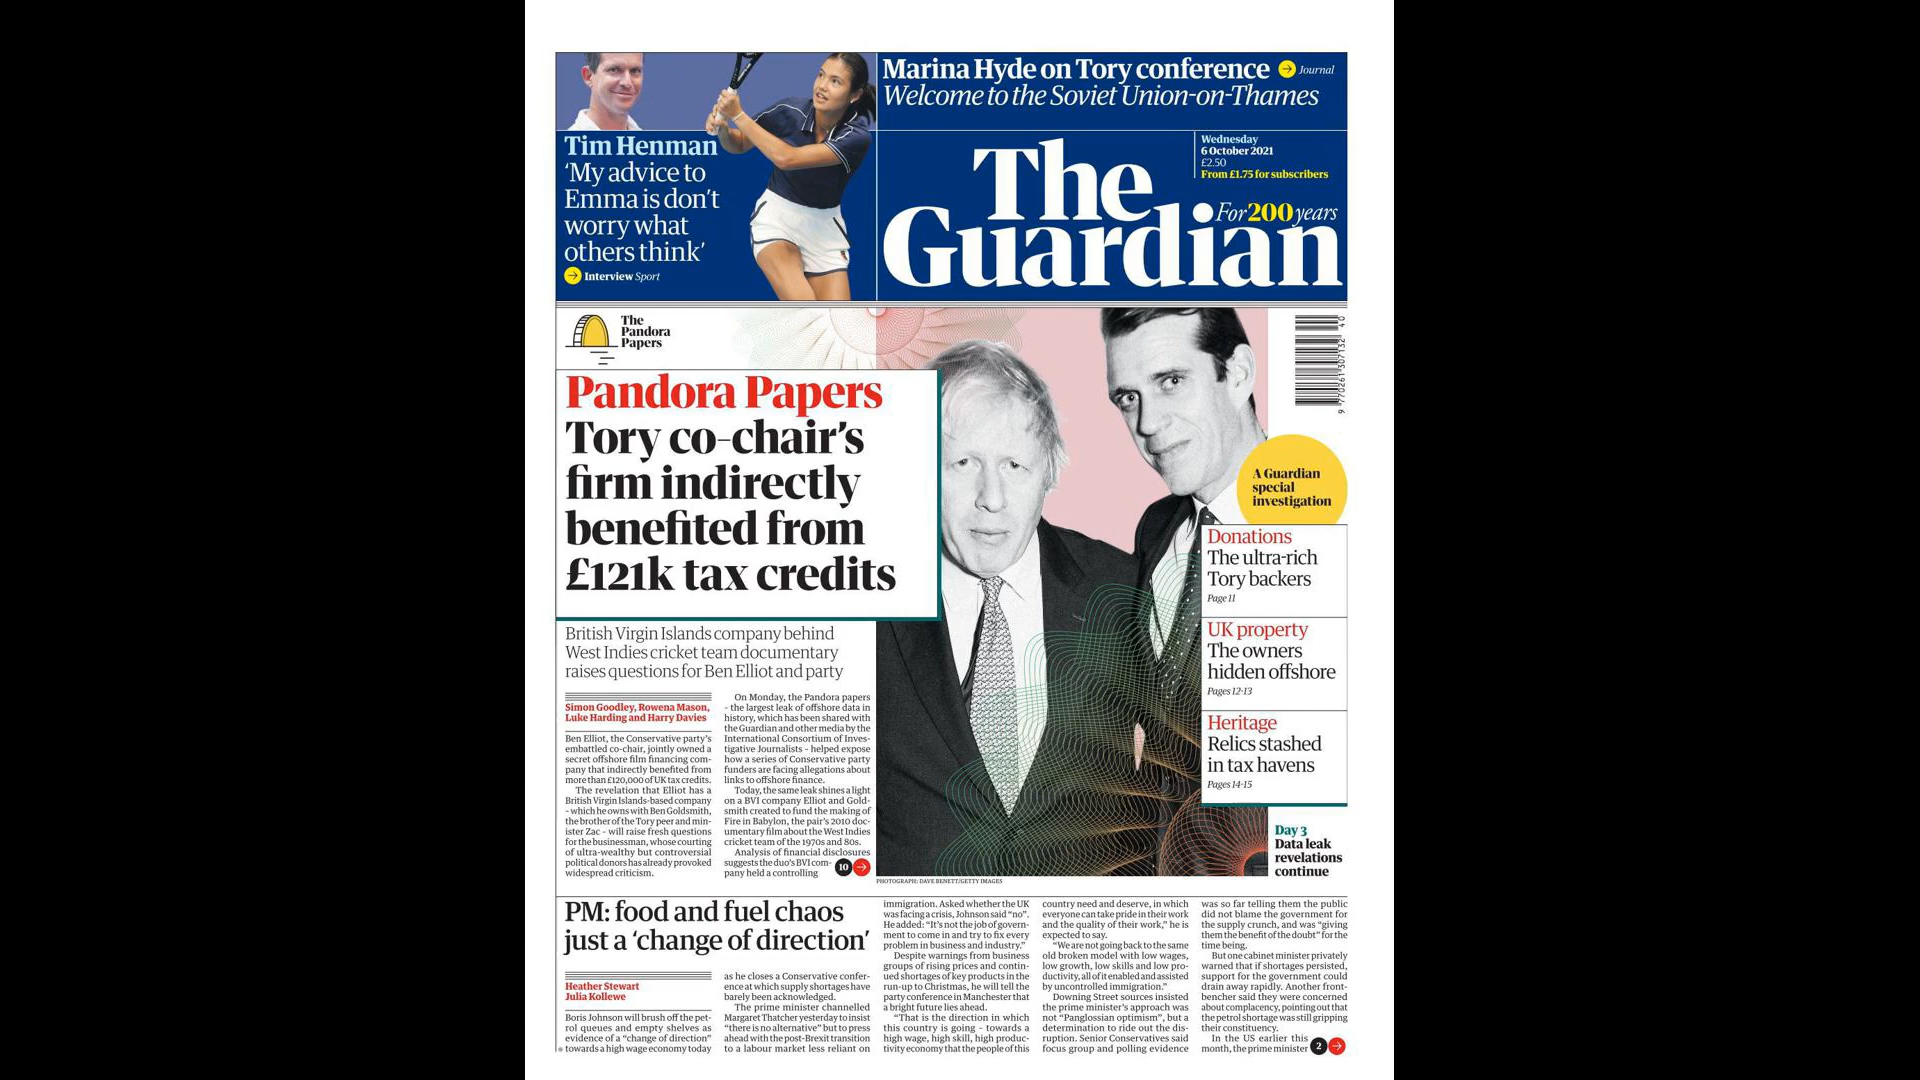 Marina Hyde on Tory conference Journal
Welcome to the Soviet Union-on-Thames
Tim Henman
‘My advice to
Emma is don’t
worry what
others think’
Interview Sport
Wednesday
6 October 2021
£2.50
From £1.75 for subscribers
The
Guardian
For 200 years
The
Pandora
Papers
Pandora Papers
Tory co-chair’s
firm indirectly
benefited from
£121k tax credits
British Virgin Islands company behind
West Indies cricket team documentary
raises questions for Ben Elliot and party
Simon Goodley, Rowena Mason,
Luke Harding and Harry Davies
Ben Elliot, the Conservative party’s
embattled co-chair, jointly owned a
secret offshore film financing com-
pany that indirectly benefited from
more than £120,000 of UK tax credits.
The revelation that Elliot has a
British Virgin Islands-based company
– which he owns with Ben Goldsmith,
the brother of the Tory peer and min-
ister Zac – will raise fresh questions
for the businessman, whose courting
of ultra-wealthy but controversial
political donors has already provoked
widespread criticism.
On Monday, the Pandora papers
– the largest leak of offshore data in
history, which has been shared with
the Guardian and other media by the
International Consortium of Inves-
tigative Journalists – helped expose
how a series of Conservative party
funders are facing allegations about
links to offshore finance.
Today, the same leak shines a light
on a BVI company Elliot and Gold-
smith created to fund the making of
Fire in Babylon, the pair’s 2010 doc-
umentary film about the West Indies
cricket team of the 1970s and 80s.
Analysis of financial disclosures
suggests the duo’s BVI com-
pany held a controlling
10
9 770261 307132 40
A Guardian
special
investigation
Donations
The ultra-rich
Tory backers
Page 11
UK property
The owners
hidden offshore
Pages 12-13
Heritage
Relics stashed
in tax havens
Pages 14-15
Day 3
Data leak
revelations
continue
PHOTOGRAPH: DAVE BENETT/GETTY IMAGES
PM: food and fuel chaos
just a ‘change of direction’
Heather Stewart
Julia Kollewe
Boris Johnson will brush off the pet-
rol queues and empty shelves as
evidence of a “change of direction”
towards a high wage economy today
as he closes a Conservative confer-
ence at which supply shortages have
barely been acknowledged.
The prime minister channelled
Margaret Thatcher yesterday to insist
“there is no alternative” but to press
ahead with the post-Brexit transition
to a labour market less reliant on
immigration. Asked whether the UK
was facing a crisis, Johnson said “no”.
He added: “It’s not the job of govern-
ment to come in and try to fix every
problem in business and industry.”
Despite warnings from business
groups of rising prices and contin-
ued shortages of key products in the
run-up to Christmas, he will tell the
party conference in Manchester that
a bright future lies ahead.
“That is the direction in which
this country is going – towards a
high wage, high skill, high produc-
tivity economy that the people of this
country need and deserve, in which
everyone can take pride in their work
and the quality of their work,” he is
expected to say.
“We are not going back to the same
old broken model with low wages,
low growth, low skills and low pro-
ductivity, all of it enabled and assisted
by uncontrolled immigration.”
Downing Street sources insisted
the prime minister’s approach was
not “Panglossian optimism”, but a
determination to ride out the dis-
ruption. Senior Conservatives said
focus group and polling evidence
was so far telling them the public
did not blame the government for
the supply crunch, and was “giving
them the benefit of the doubt” for the
time being.
But one cabinet minister privately
warned that if shortages persisted,
support for the government could
drain away rapidly. Another front-
bencher said they were concerned
about complacency, pointing out that
the petrol shortage was still gripping
their constituency.
In the US earlier this
month, the prime minister
2